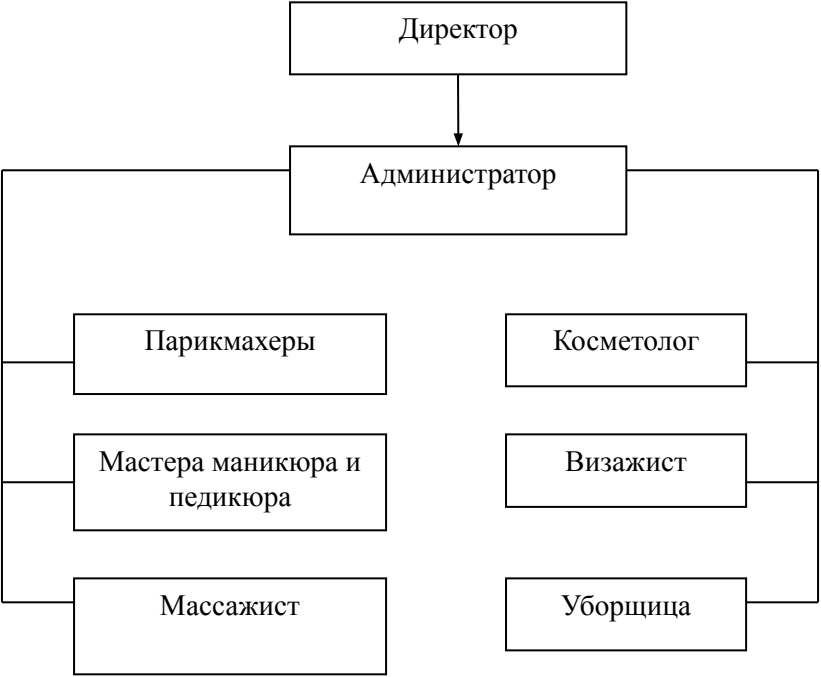 Директор
Администратор
Парикмахеры
Косметолог
Мастера маникюра и
педикюра
Визажист
Массажист
Уборщица